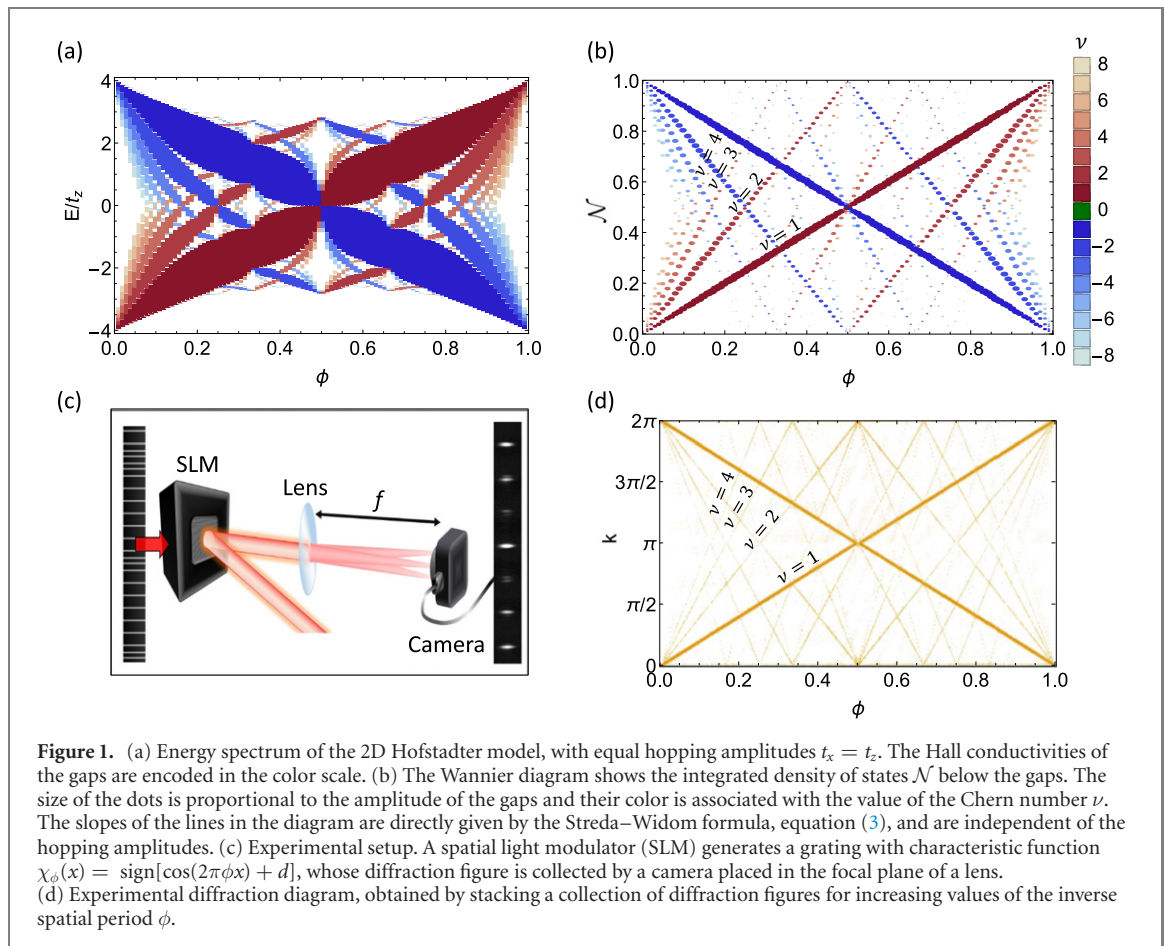 (a)
E/t_z
4
2
0
−2
−4
0.0 0.2 0.4 0.6 0.8 1.0
ϕ
(b)
𝒩
1.0
0.8
0.6
0.4
0.2
0.0
ν = 4
ν = 3
ν = 2
ν = 1
0.0 0.2 0.4 0.6 0.8 1.0
ϕ
ν
8
6
4
2
0
−2
−4
−6
−8
(c)
SLM
Lens
f
Camera
(d)
k
2π
3π/2
π
π/2
0
ν = 4
ν = 3
ν = 2
ν = 1
0.0 0.2 0.4 0.6 0.8 1.0
ϕ
Figure 1. (a) Energy spectrum of the 2D Hofstadter model, with equal hopping amplitudes t_x = t_z. The Hall conductivities of
the gaps are encoded in the color scale. (b) The Wannier diagram shows the integrated density of states 𝒩 below the gaps. The
size of the dots is proportional to the amplitude of the gaps and their color is associated with the value of the Chern number ν.
The slopes of the lines in the diagram are directly given by the Streda–Widom formula, equation (3), and are independent of the
hopping amplitudes. (c) Experimental setup. A spatial light modulator (SLM) generates a grating with characteristic function
χ_ϕ(x) = sign[cos(2πϕx) + d], whose diffraction figure is collected by a camera placed in the focal plane of a lens.
(d) Experimental diffraction diagram, obtained by stacking a collection of diffraction figures for increasing values of the inverse
spatial period ϕ.